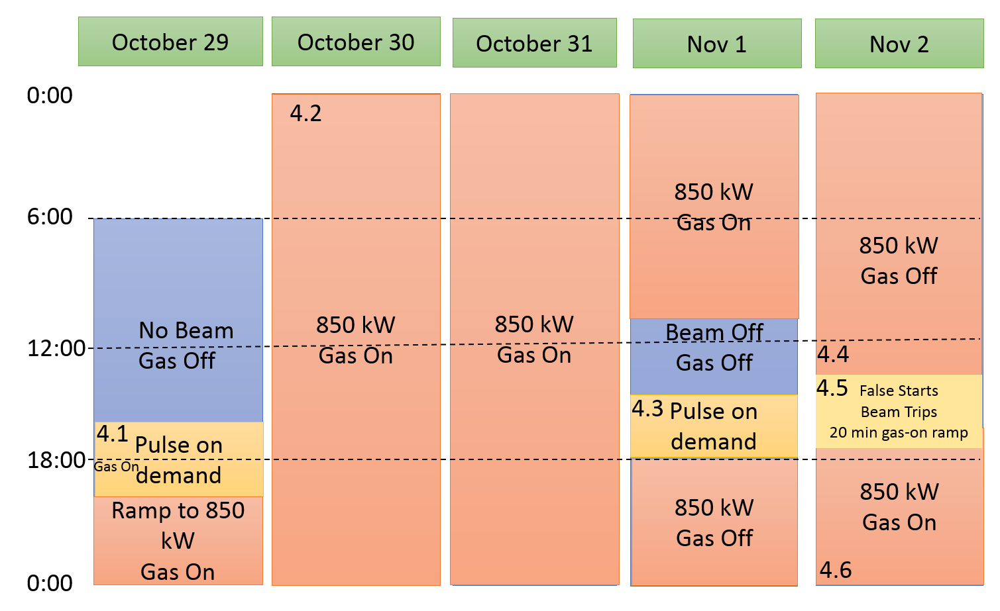 October 29
October 30
October 31
Nov 1
Nov 2
0:00
6:00
12:00
18:00
0:00
No Beam
Gas Off
4.1
Pulse on
demand
Gas On
Ramp to 850
kW
Gas On
4.2
850 kW
Gas On
850 kW
Gas On
850 kW
Gas On
Beam Off
Gas Off
4.3
Pulse on
demand
850 kW
Gas Off
850 kW
Gas Off
4.4
4.5
False Starts
Beam Trips
20 min gas-on ramp
850 kW
Gas On
4.6